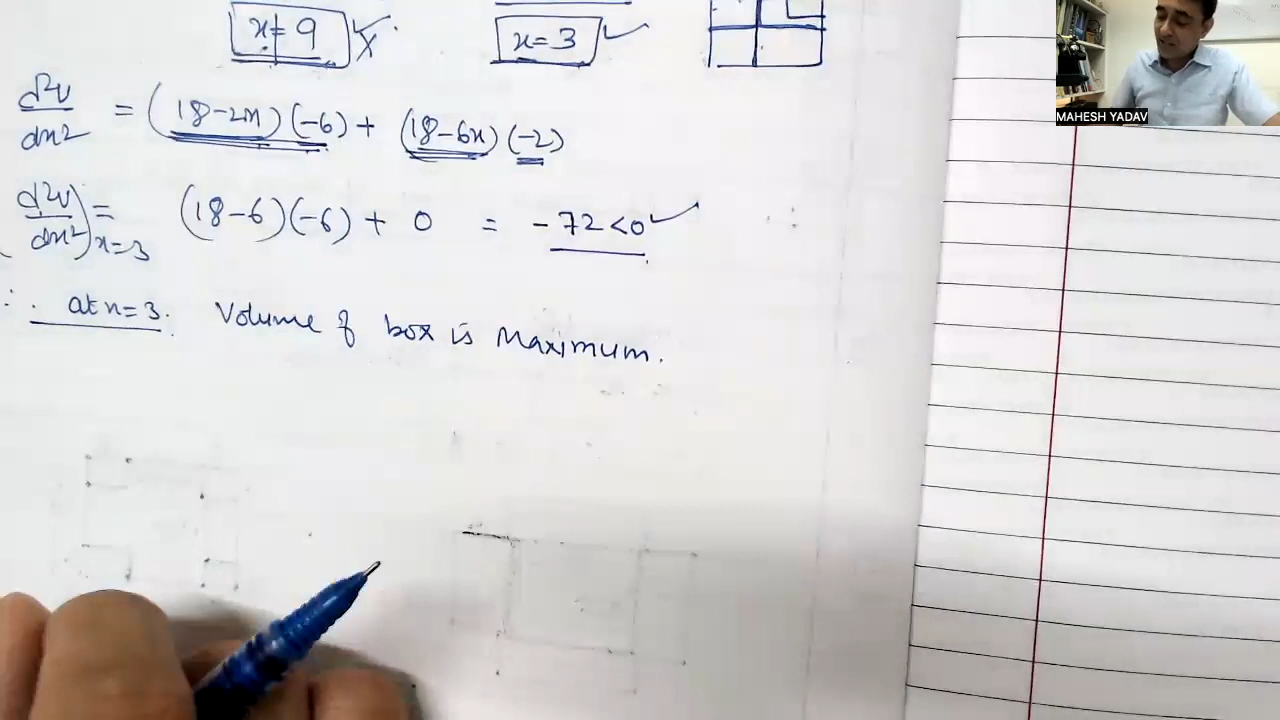 x≠9 x=3
MAHESH YADAV
d²v/dx² = (18-2x)(-6) + (18-6x)(-2)
d²v/dx²)x=3 = (18-6)(-6) + 0 = -72<0
∴ at x=3. Volume of box is Maximum.